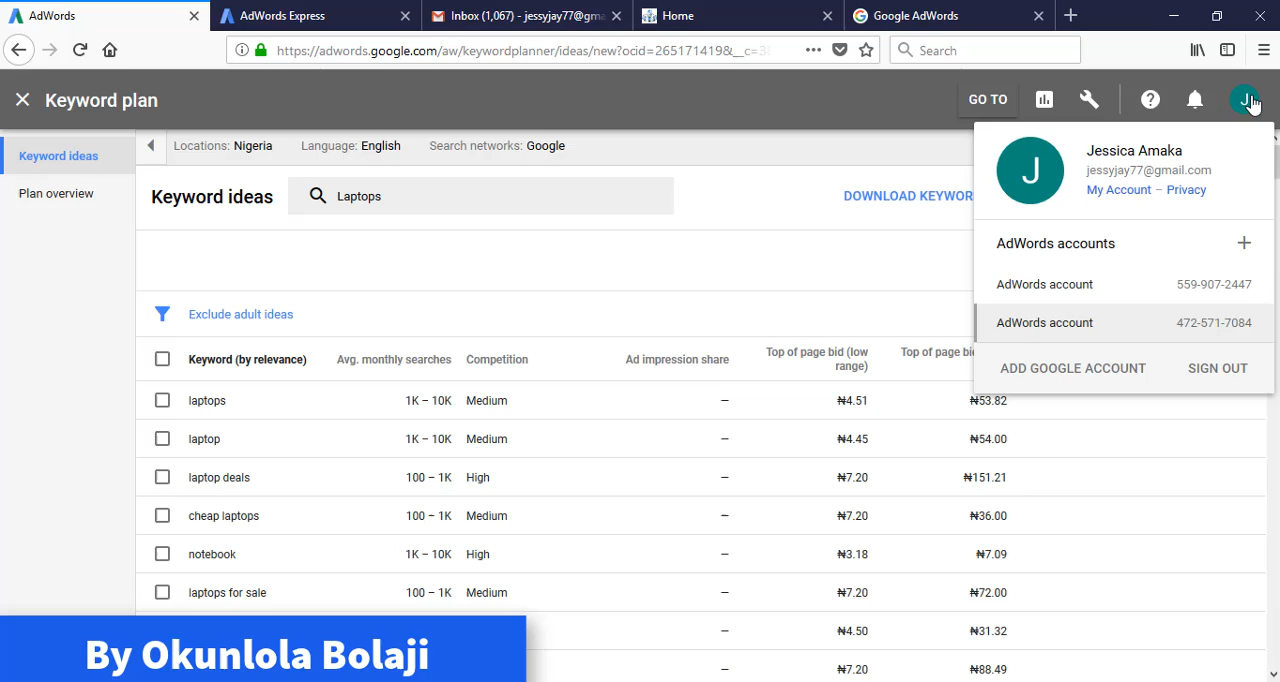 AdWords
AdWords Express
Inbox (1,067) - jessyjay77@gma
Home
Google AdWords
https://adwords.google.com/aw/keywordplanner/ideas/new?ocid=265171419&__c=3
Search
Keyword plan
GO TO
J
Keyword ideas
Plan overview
Locations: Nigeria
Language: English
Search networks: Google
Keyword ideas
Laptops
DOWNLOAD KEYWOR
J
Jessica Amaka
jessyjay77@gmail.com
My Account – Privacy
AdWords accounts
AdWords account 559-907-2447
AdWords account 472-571-7084
ADD GOOGLE ACCOUNT SIGN OUT
Exclude adult ideas
Keyword (by relevance) Avg. monthly searches Competition Ad impression share Top of page bid (low range) Top of page bi
laptops 1K – 10K Medium – ₦4.51 ₦53.82
laptop 1K – 10K Medium – ₦4.45 ₦54.00
laptop deals 100 – 1K High – ₦7.20 ₦151.21
cheap laptops 100 – 1K Medium – ₦7.20 ₦36.00
notebook 1K – 10K High – ₦3.18 ₦7.09
laptops for sale 100 – 1K Medium – ₦7.20 ₦72.00
– ₦4.50 ₦31.32
– ₦7.20 ₦88.49
By Okunlola Bolaji